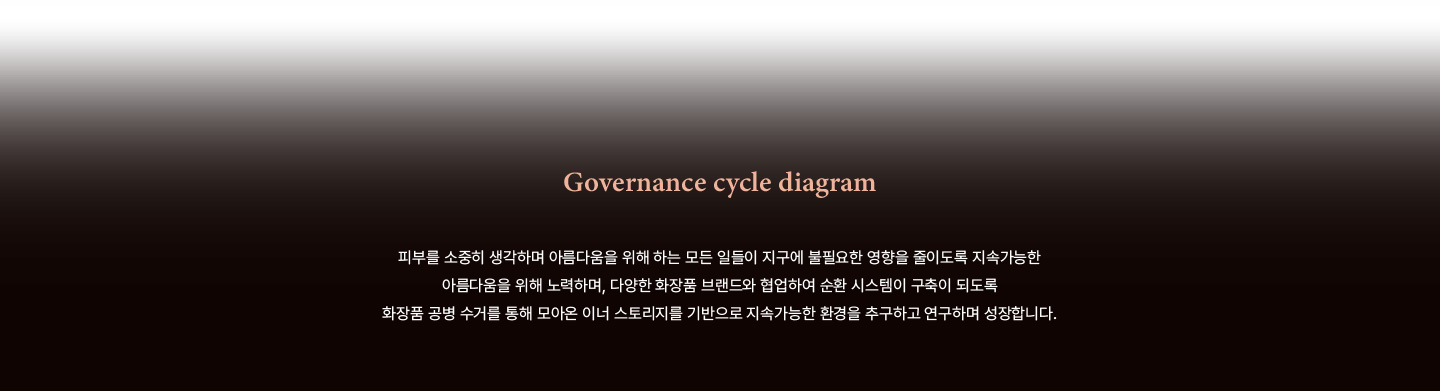 Governance cycle diagram
피부를 소중히 생각하며 아름다움을 위해 하는 모든 일들이 지구에 불필요한 영향을 줄이도록 지속가능한
아름다움을 위해 노력하며, 다양한 화장품 브랜드와 협업하여 순환 시스템이 구축이 되도록
화장품 공병 수거를 통해 모아온 이너 스토리지를 기반으로 지속가능한 환경을 추구하고 연구하며 성장합니다.